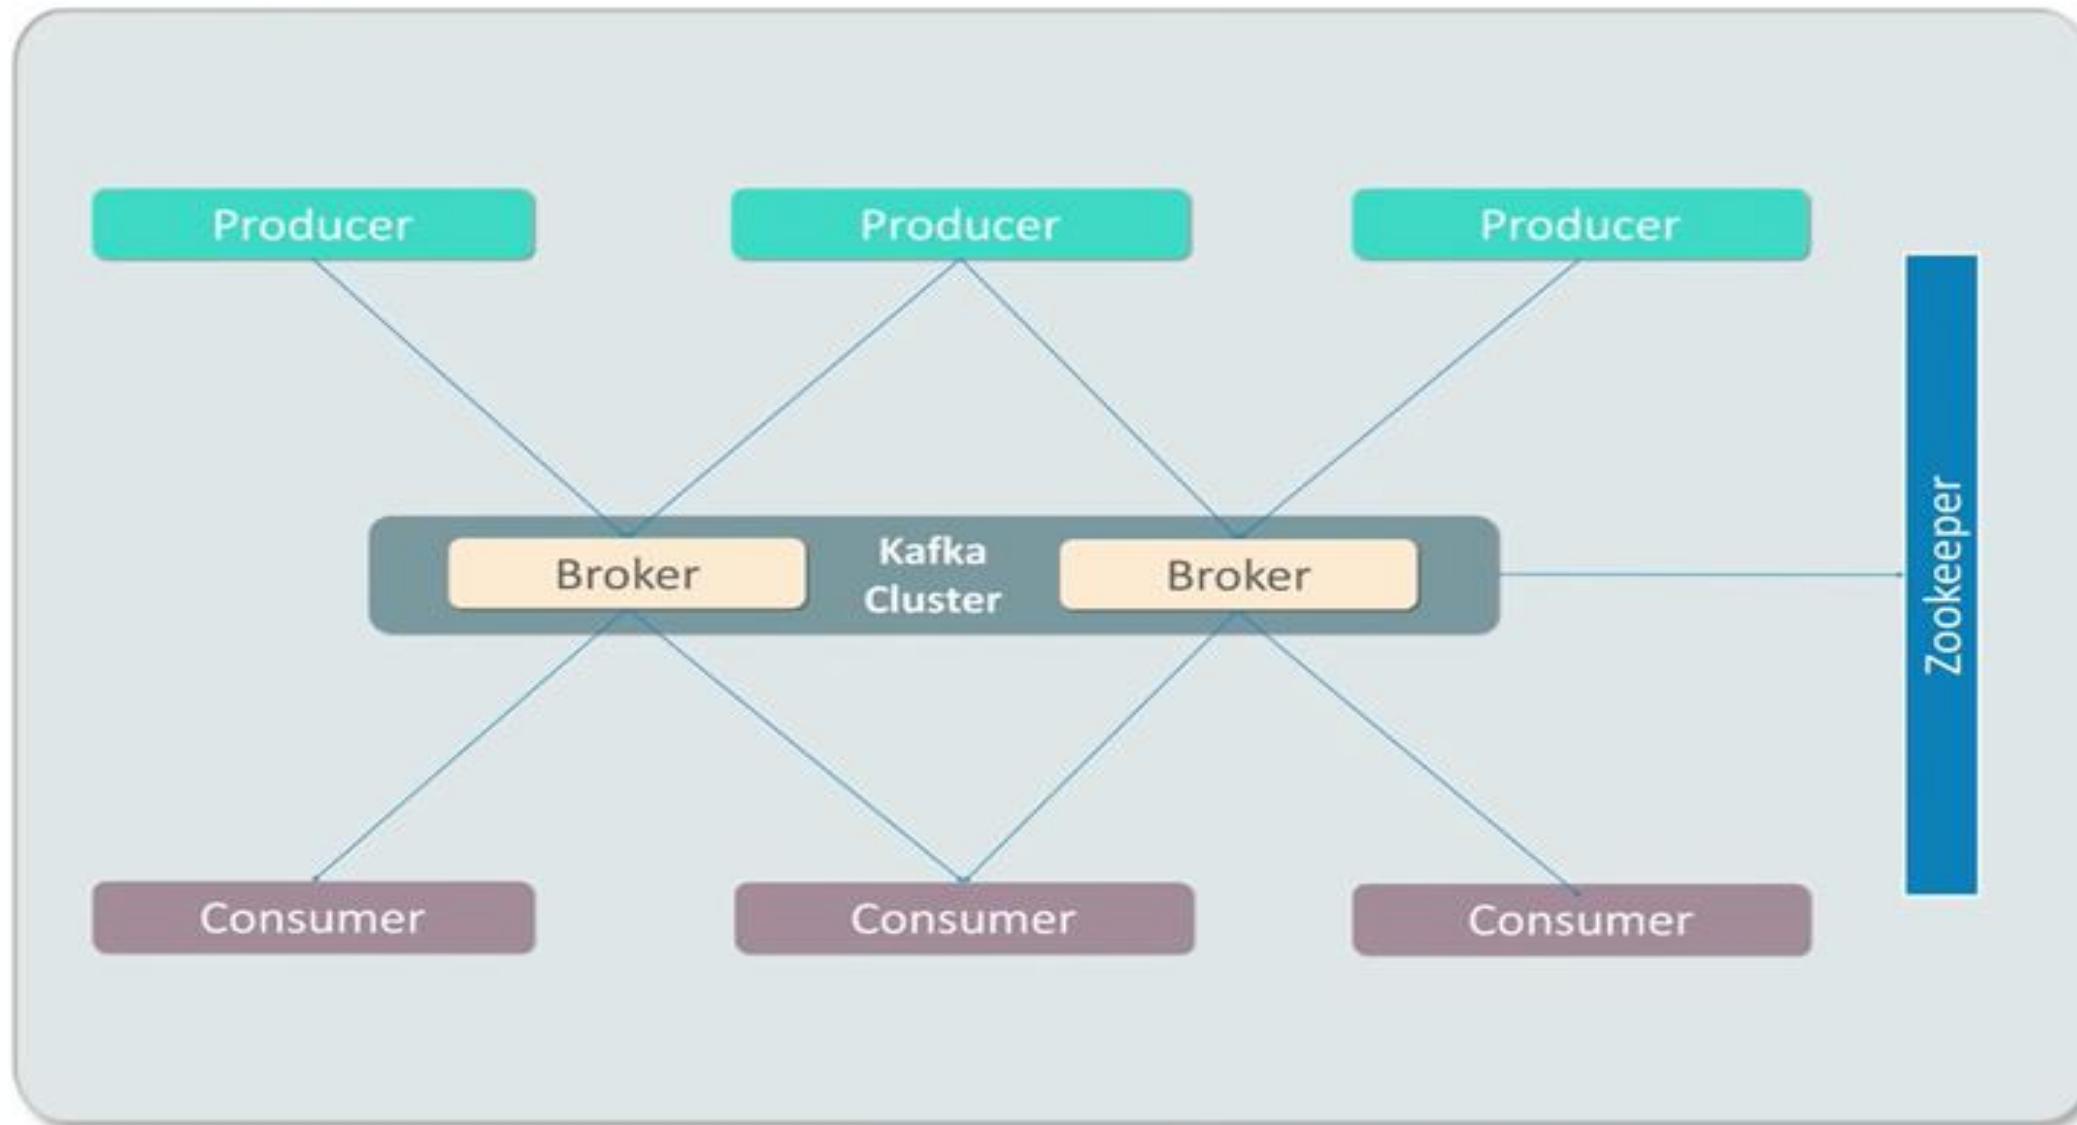 Producer
Producer
Producer
Broker
Kafka
Cluster
Broker
Zookeeper
Consumer
Consumer
Consumer